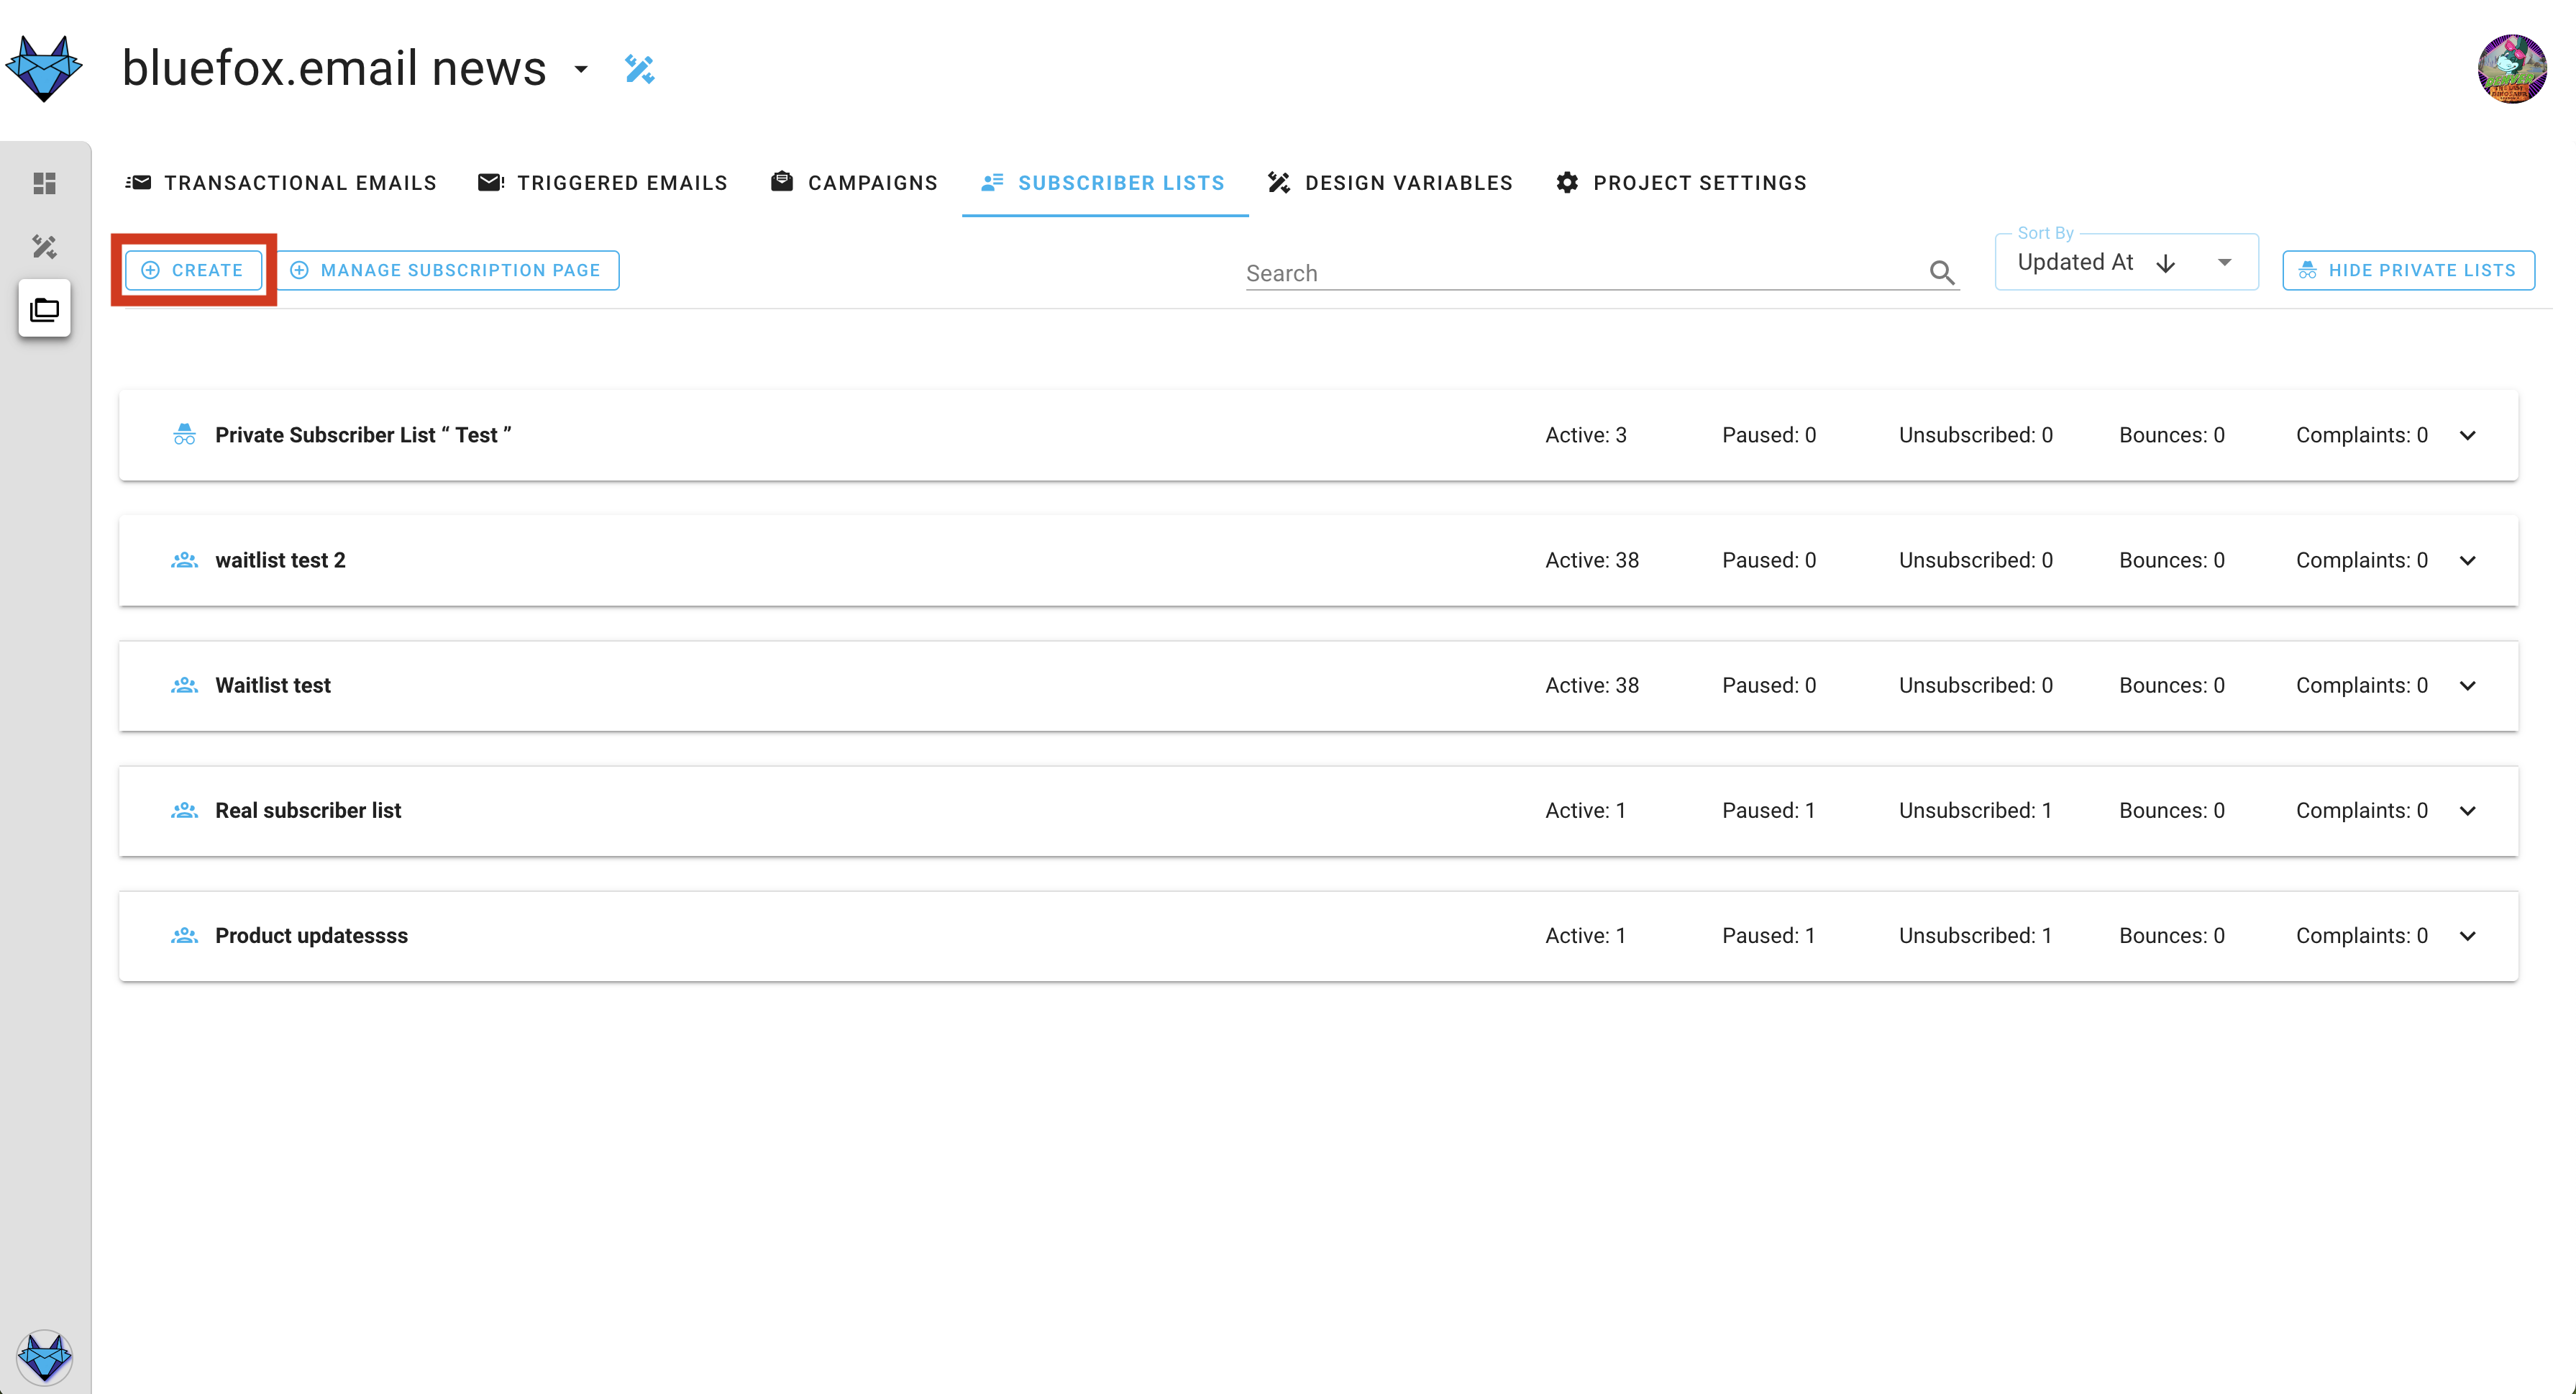 bluefox.email news
TRANSACTIONAL EMAILS TRIGGERED EMAILS CAMPAIGNS SUBSCRIBER LISTS DESIGN VARIABLES PROJECT SETTINGS
CREATE MANAGE SUBSCRIPTION PAGE Search Sort By Updated At HIDE PRIVATE LISTS
Private Subscriber List “ Test ” Active: 3 Paused: 0 Unsubscribed: 0 Bounces: 0 Complaints: 0
waitlist test 2 Active: 38 Paused: 0 Unsubscribed: 0 Bounces: 0 Complaints: 0
Waitlist test Active: 38 Paused: 0 Unsubscribed: 0 Bounces: 0 Complaints: 0
Real subscriber list Active: 1 Paused: 1 Unsubscribed: 1 Bounces: 0 Complaints: 0
Product updatessss Active: 1 Paused: 1 Unsubscribed: 1 Bounces: 0 Complaints: 0